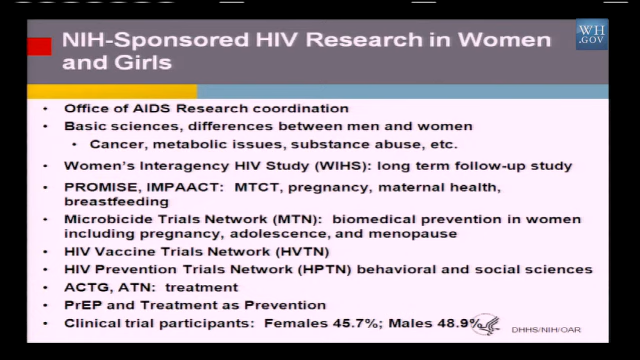 NIH-Sponsored HIV Research in Women
and Girls
WH
.GOV
• Office of AIDS Research coordination
• Basic sciences, differences between men and women
• Cancer, metabolic issues, substance abuse, etc.
• Women's Interagency HIV Study (WIHS): long term follow-up study
• PROMISE, IMPAACT: MTCT, pregnancy, maternal health,
breastfeeding
• Microbicide Trials Network (MTN): biomedical prevention in women
including pregnancy, adolescence, and menopause
• HIV Vaccine Trials Network (HVTN)
• HIV Prevention Trials Network (HPTN) behavioral and social sciences
• ACTG, ATN: treatment
• PrEP and Treatment as Prevention
• Clinical trial participants: Females 45.7%; Males 48.9%
DHHS/NIH/OAR